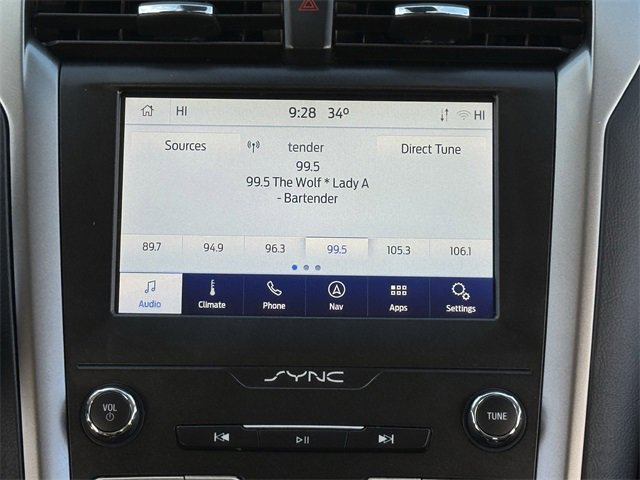 HI 9:28 34° HI
Sources tender Direct Tune
99.5
99.5 The Wolf * Lady A
- Bartender
89.7 94.9 96.3 99.5 105.3 106.1
Audio Climate Phone Nav Apps Settings
SYNC
VOL TUNE